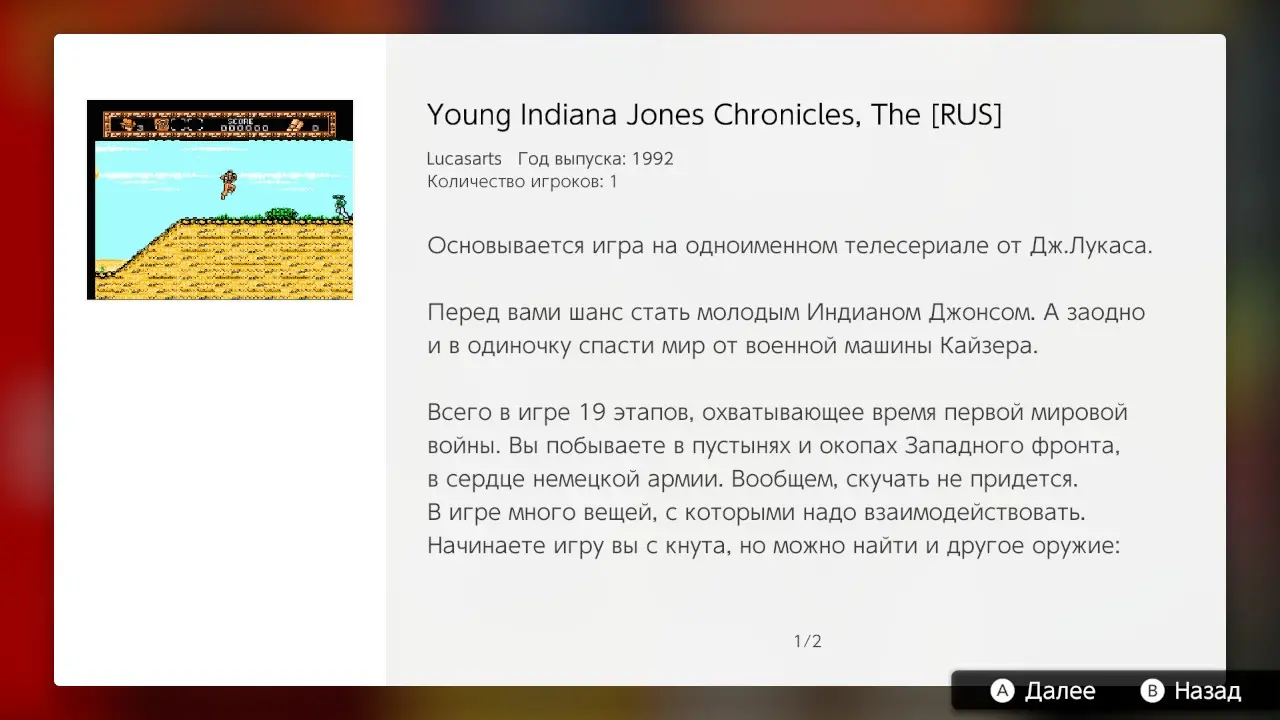 SCORE
Young Indiana Jones Chronicles, The [RUS]
Lucasarts Год выпуска: 1992
Количество игроков: 1
Основывается игра на одноименном телесериале от Дж.Лукаса.
Перед вами шанс стать молодым Индианом Джонсом. А заодно
и в одиночку спасти мир от военной машины Кайзера.
Всего в игре 19 этапов, охватывающее время первой мировой
войны. Вы побываете в пустынях и окопах Западного фронта,
в сердце немецкой армии. Вообщем, скучать не придется.
В игре много вещей, с которыми надо взаимодействовать.
Начинаете игру вы с кнута, но можно найти и другое оружие:
1/2
A Далее B Назад